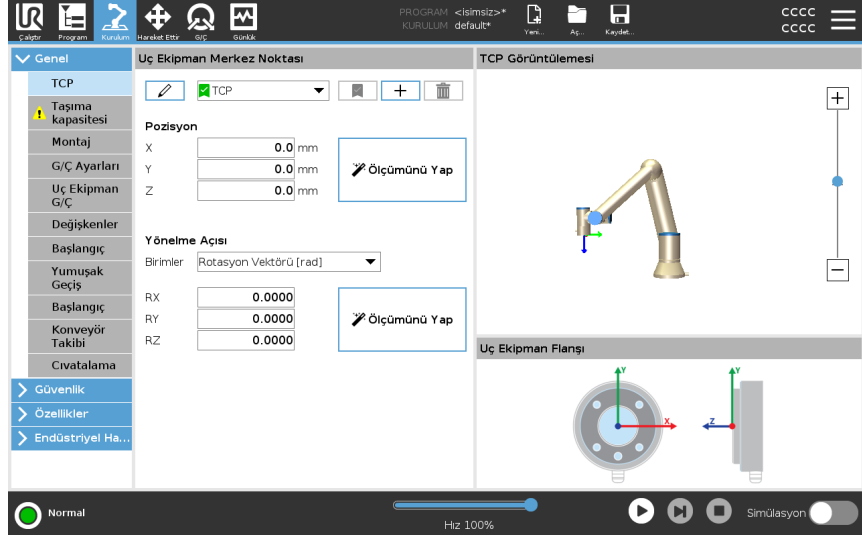 UR
PROGRAM <isimsiz>*
KURULUM default*
cccc
cccc
Çalıştır
Program
Kurulum
Hareket Ettir
G/Ç
Günlük
Yeni...
Aç...
Kaydet...
Genel
TCP
Taşıma
kapasitesi
Montaj
G/Ç Ayarları
Uç Ekipman
G/Ç
Değişkenler
Başlangıç
Yumuşak
Geçiş
Başlangıç
Konveyör
Takibi
Cıvatalama
Güvenlik
Özellikler
Endüstriyel Ha...
Uç Ekipman Merkez Noktası
TCP
Pozisyon
X 0.0 mm
Y 0.0 mm
Z 0.0 mm
Ölçümünü Yap
Yönelme Açısı
Birimler Rotasyon Vektörü [rad]
RX 0.0000
RY 0.0000
RZ 0.0000
Ölçümünü Yap
TCP Görüntülemesi
Uç Ekipman Flanşı
Y
X
Y
Z
Normal
Hız 100%
Simülasyon